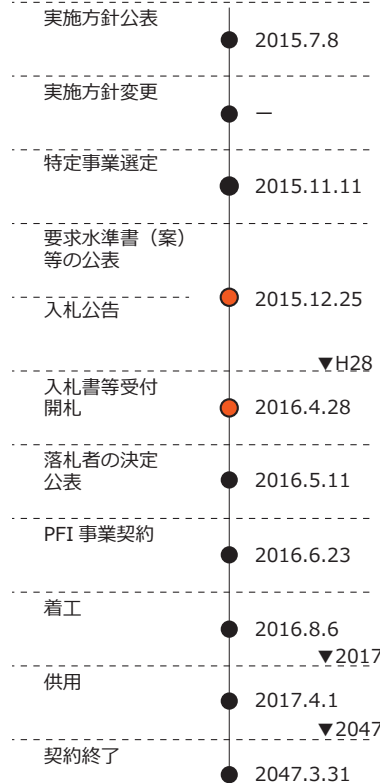 実施方針公表
2015.7.8
実施方針変更
－
特定事業選定
2015.11.11
要求水準書（案）
等の公表
2015.12.25
入札公告
▼H28
入札書等受付
開札
2016.4.28
落札者の決定
公表
2016.5.11
PFI 事業契約
2016.6.23
着工
2016.8.6
▼2017
供用
2017.4.1
▼2047
契約終了
2047.3.31